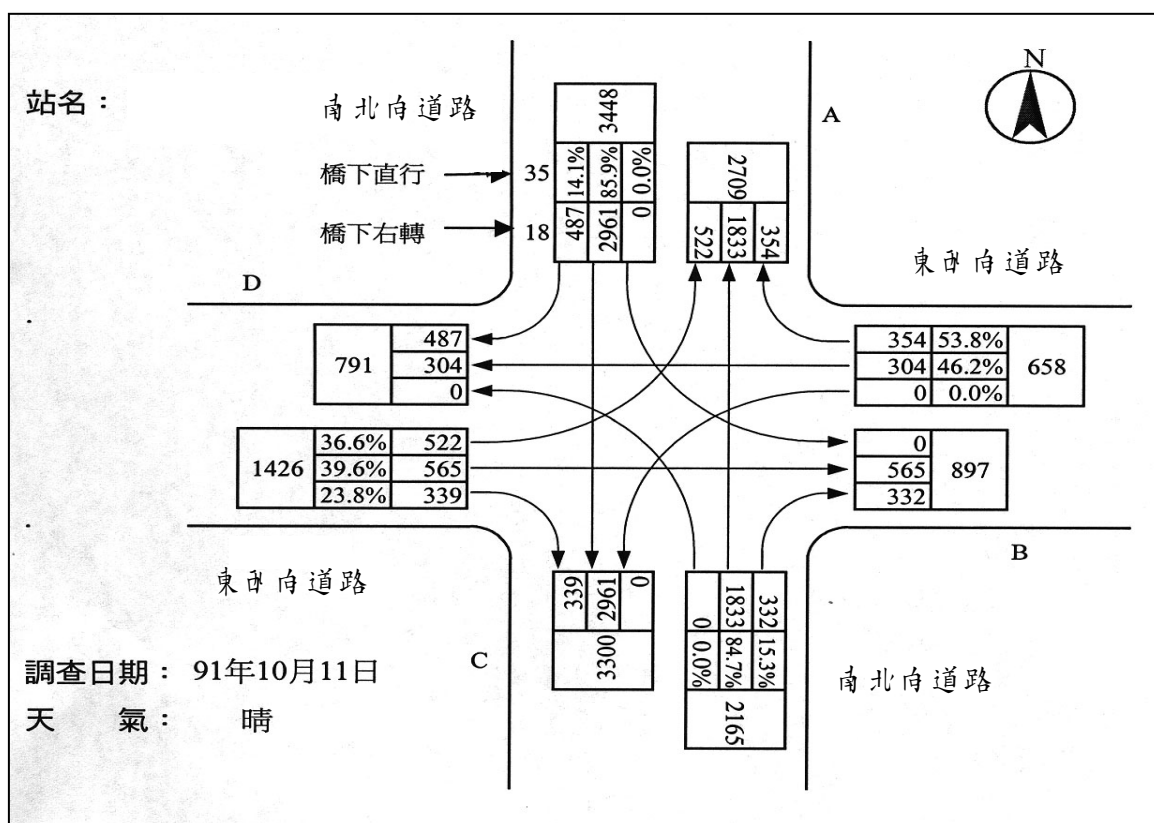 站名：
南北向道路
橋下直行
35
橋下右轉
18
3448
14.1% 85.9% 0.0%
487 2961 0
2709
522 1833 354
A
N
東西向道路
D
791
487
304
0
354 53.8%
304 46.2%
0 0.0%
658
1426
36.6% 522
39.6% 565
23.8% 339
0
565
332
897
B
東西向道路
339 2961 0
3300
0 1833 332
0.0% 84.7% 15.3%
2165
C
南北向道路
調查日期： 91年10月11日
天　氣： 晴